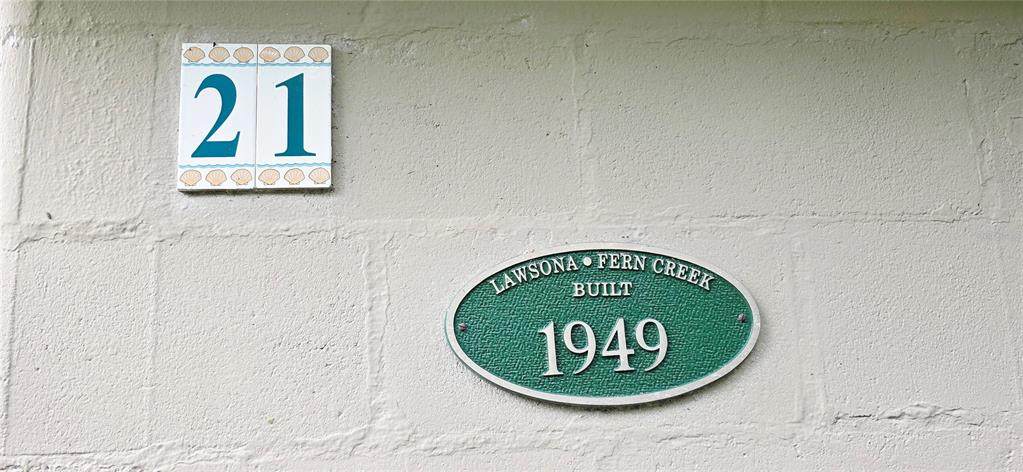 21
LAWSONA • FERN CREEK
BUILT
1949